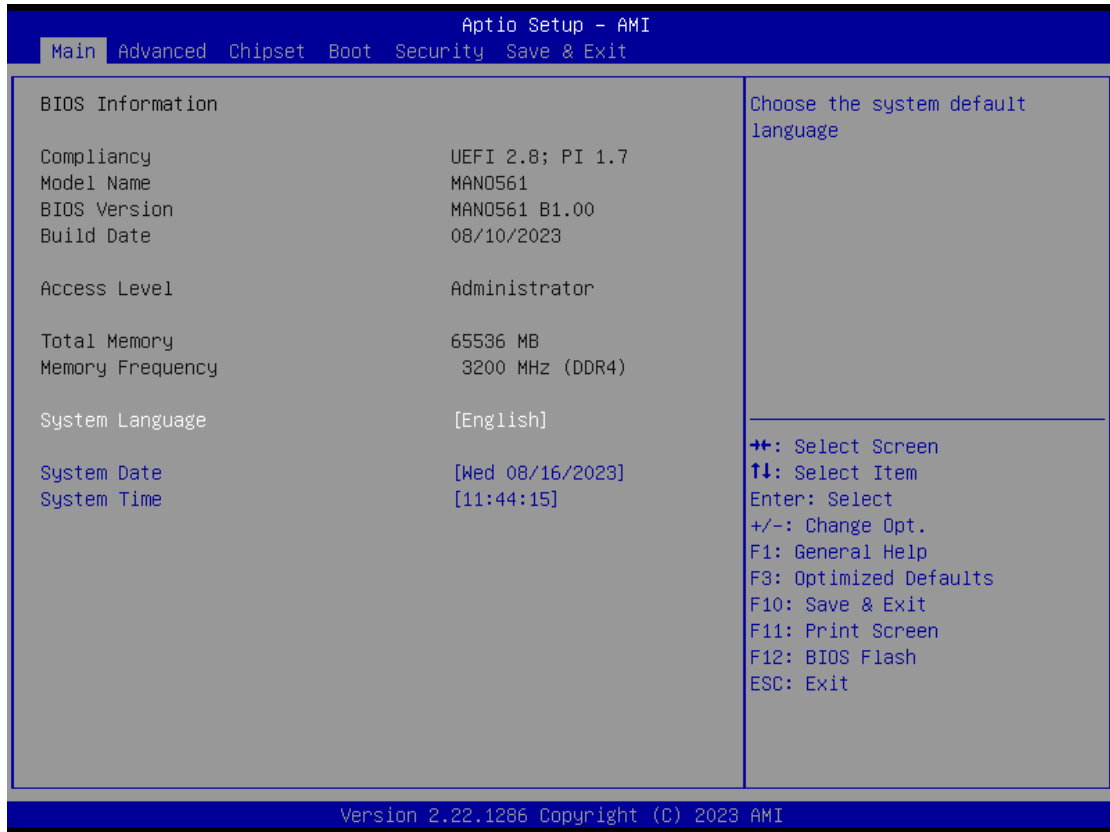 Aptio Setup – AMI
Main Advanced Chipset Boot Security Save & Exit
BIOS Information
Compliancy UEFI 2.8; PI 1.7
Model Name MANO561
BIOS Version MANO561 B1.00
Build Date 08/10/2023
Access Level Administrator
Total Memory 65536 MB
Memory Frequency 3200 MHz (DDR4)
System Language [English]
System Date [Wed 08/16/2023]
System Time [11:44:15]
Choose the system default
language
→←: Select Screen
↑↓: Select Item
Enter: Select
+/-: Change Opt.
F1: General Help
F3: Optimized Defaults
F10: Save & Exit
F11: Print Screen
F12: BIOS Flash
ESC: Exit
Version 2.22.1286 Copyright (C) 2023 AMI